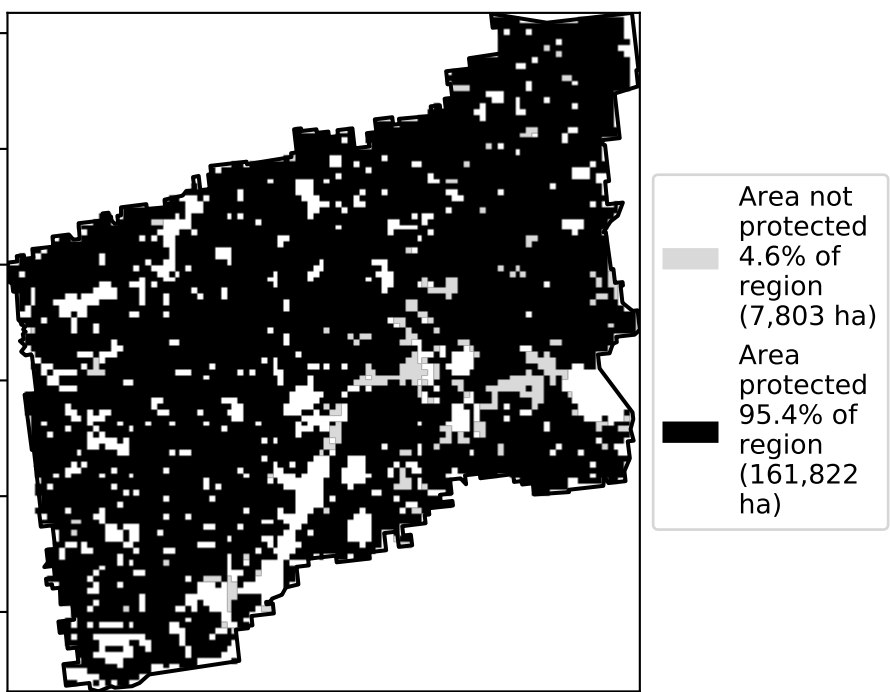 Area not
protected
4.6% of
region
(7,803 ha)
Area
protected
95.4% of
region
(161,822
ha)